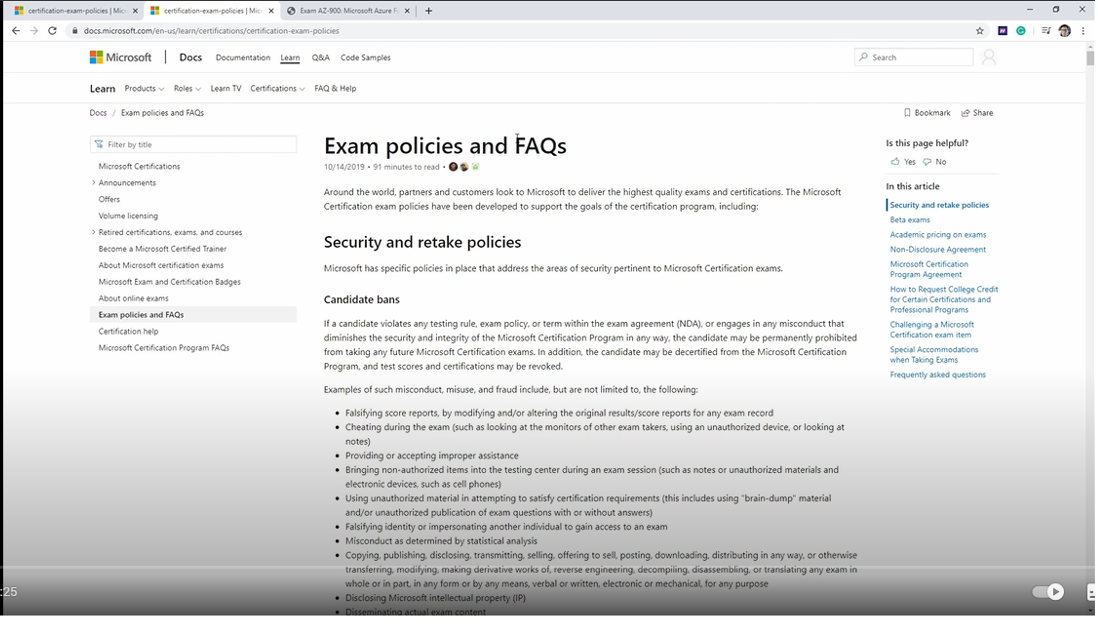 certification-exam-policies | Mic
certification-exam-policies | Mic
Exam AZ-900: Microsoft Azure F
docs.microsoft.com/en-us/learn/certifications/certification-exam-policies
Microsoft
Docs
Documentation
Learn
Q&A
Code Samples
Search
Learn
Products
Roles
Learn TV
Certifications
FAQ & Help
Docs / Exam policies and FAQs
Bookmark
Share
Filter by title
Microsoft Certifications
Announcements
Offers
Volume licensing
Retired certifications, exams, and courses
Become a Microsoft Certified Trainer
About Microsoft certification exams
Microsoft Exam and Certification Badges
About online exams
Exam policies and FAQs
Certification help
Microsoft Certification Program FAQs
Exam policies and FAQs
10/14/2019 • 91 minutes to read •
Around the world, partners and customers look to Microsoft to deliver the highest quality exams and certifications. The Microsoft
Certification exam policies have been developed to support the goals of the certification program, including:
Security and retake policies
Microsoft has specific policies in place that address the areas of security pertinent to Microsoft Certification exams.
Candidate bans
If a candidate violates any testing rule, exam policy, or term within the exam agreement (NDA), or engages in any misconduct that
diminishes the security and integrity of the Microsoft Certification Program in any way, the candidate may be permanently prohibited
from taking any future Microsoft Certification exams. In addition, the candidate may be decertified from the Microsoft Certification
Program, and test scores and certifications may be revoked.
Examples of such misconduct, misuse, and fraud include, but are not limited to, the following:
• Falsifying score reports, by modifying and/or altering the original results/score reports for any exam record
• Cheating during the exam (such as looking at the monitors of other exam takers, using an unauthorized device, or looking at
notes)
• Providing or accepting improper assistance
• Bringing non-authorized items into the testing center during an exam session (such as notes or unauthorized materials and
electronic devices, such as cell phones)
• Using unauthorized material in attempting to satisfy certification requirements (this includes using "brain-dump" material
and/or unauthorized publication of exam questions with or without answers)
• Falsifying identity or impersonating another individual to gain access to an exam
• Misconduct as determined by statistical analysis
• Copying, publishing, disclosing, transmitting, selling, offering to sell, posting, downloading, distributing in any way, or otherwise
transferring, modifying, making derivative works of, reverse engineering, decompiling, disassembling, or translating any exam in
whole or in part, in any form or by any means, verbal or written, electronic or mechanical, for any purpose
• Disclosing Microsoft intellectual property (IP)
• Disseminating actual exam content
Is this page helpful?
Yes
No
In this article
Security and retake policies
Beta exams
Academic pricing on exams
Non-Disclosure Agreement
Microsoft Certification
Program Agreement
How to Request College Credit
for Certain Certifications and
Professional Programs
Challenging a Microsoft
Certification exam item
Special Accommodations
when Taking Exams
Frequently asked questions
:25